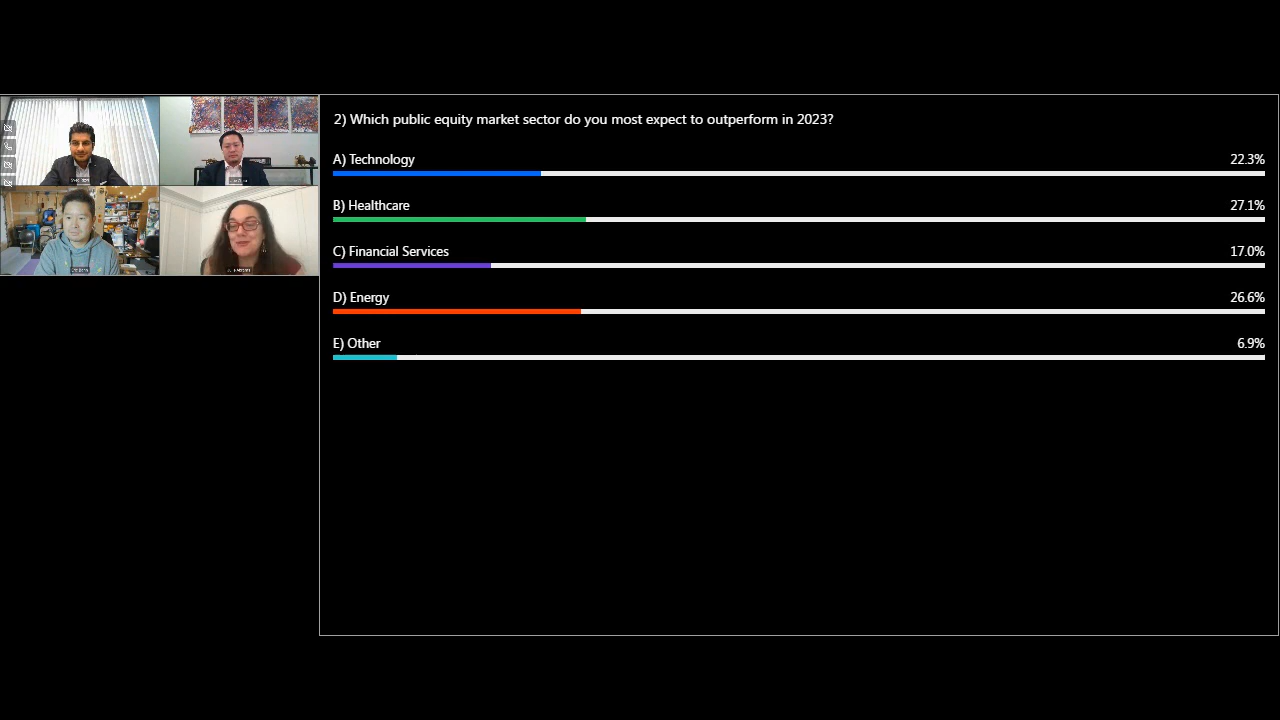 2) Which public equity market sector do you most expect to outperform in 2023?
A) Technology
22.3%
B) Healthcare
27.1%
C) Financial Services
17.0%
D) Energy
26.6%
E) Other
6.9%